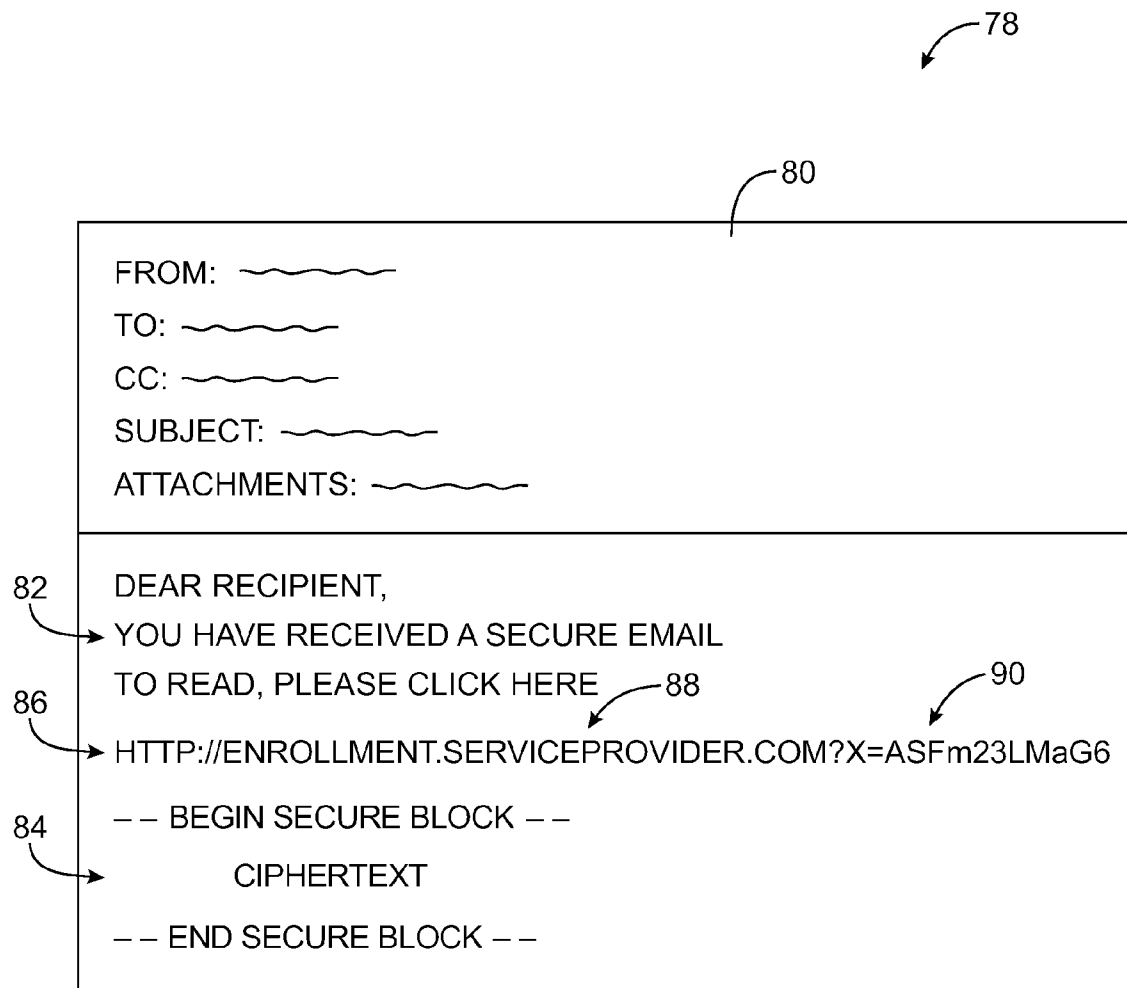 78
80
FROM:
TO:
CC:
SUBJECT:
ATTACHMENTS:
DEAR RECIPIENT,
82
YOU HAVE RECEIVED A SECURE EMAIL
TO READ, PLEASE CLICK HERE
88
90
86
HTTP://ENROLLMENT.SERVICEPROVIDER.COM?X=ASFm23LMaG6
-- BEGIN SECURE BLOCK --
84
CIPHERTEXT
-- END SECURE BLOCK --